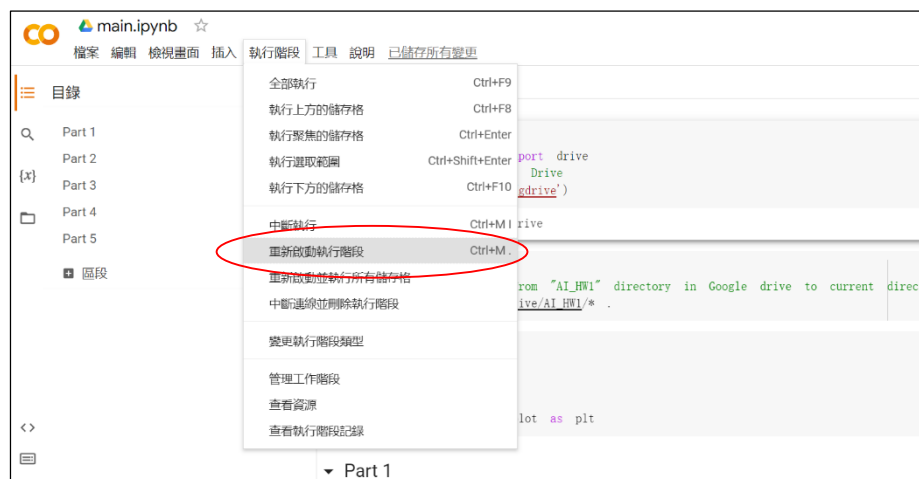 main.ipynb
檔案 編輯 檢視畫面 插入 執行階段 工具 說明 已儲存所有變更
目錄
Part 1
Part 2
Part 3
Part 4
Part 5
區段
全部執行 Ctrl+F9
執行上方的儲存格 Ctrl+F8
執行聚焦的儲存格 Ctrl+Enter
執行選取範圍 Ctrl+Shift+Enter
執行下方的儲存格 Ctrl+F10
中斷執行 Ctrl+M I
重新啟動執行階段 Ctrl+M .
重新啟動並執行所有儲存格
中斷連線並刪除執行階段
變更執行階段類型
管理工作階段
查看資源
查看執行階段記錄
port drive
Drive
gdrive')
rive
rom "AI_HW1" directory in Google drive to current direc
ive/AI_HW1/* .
lot as plt
Part 1